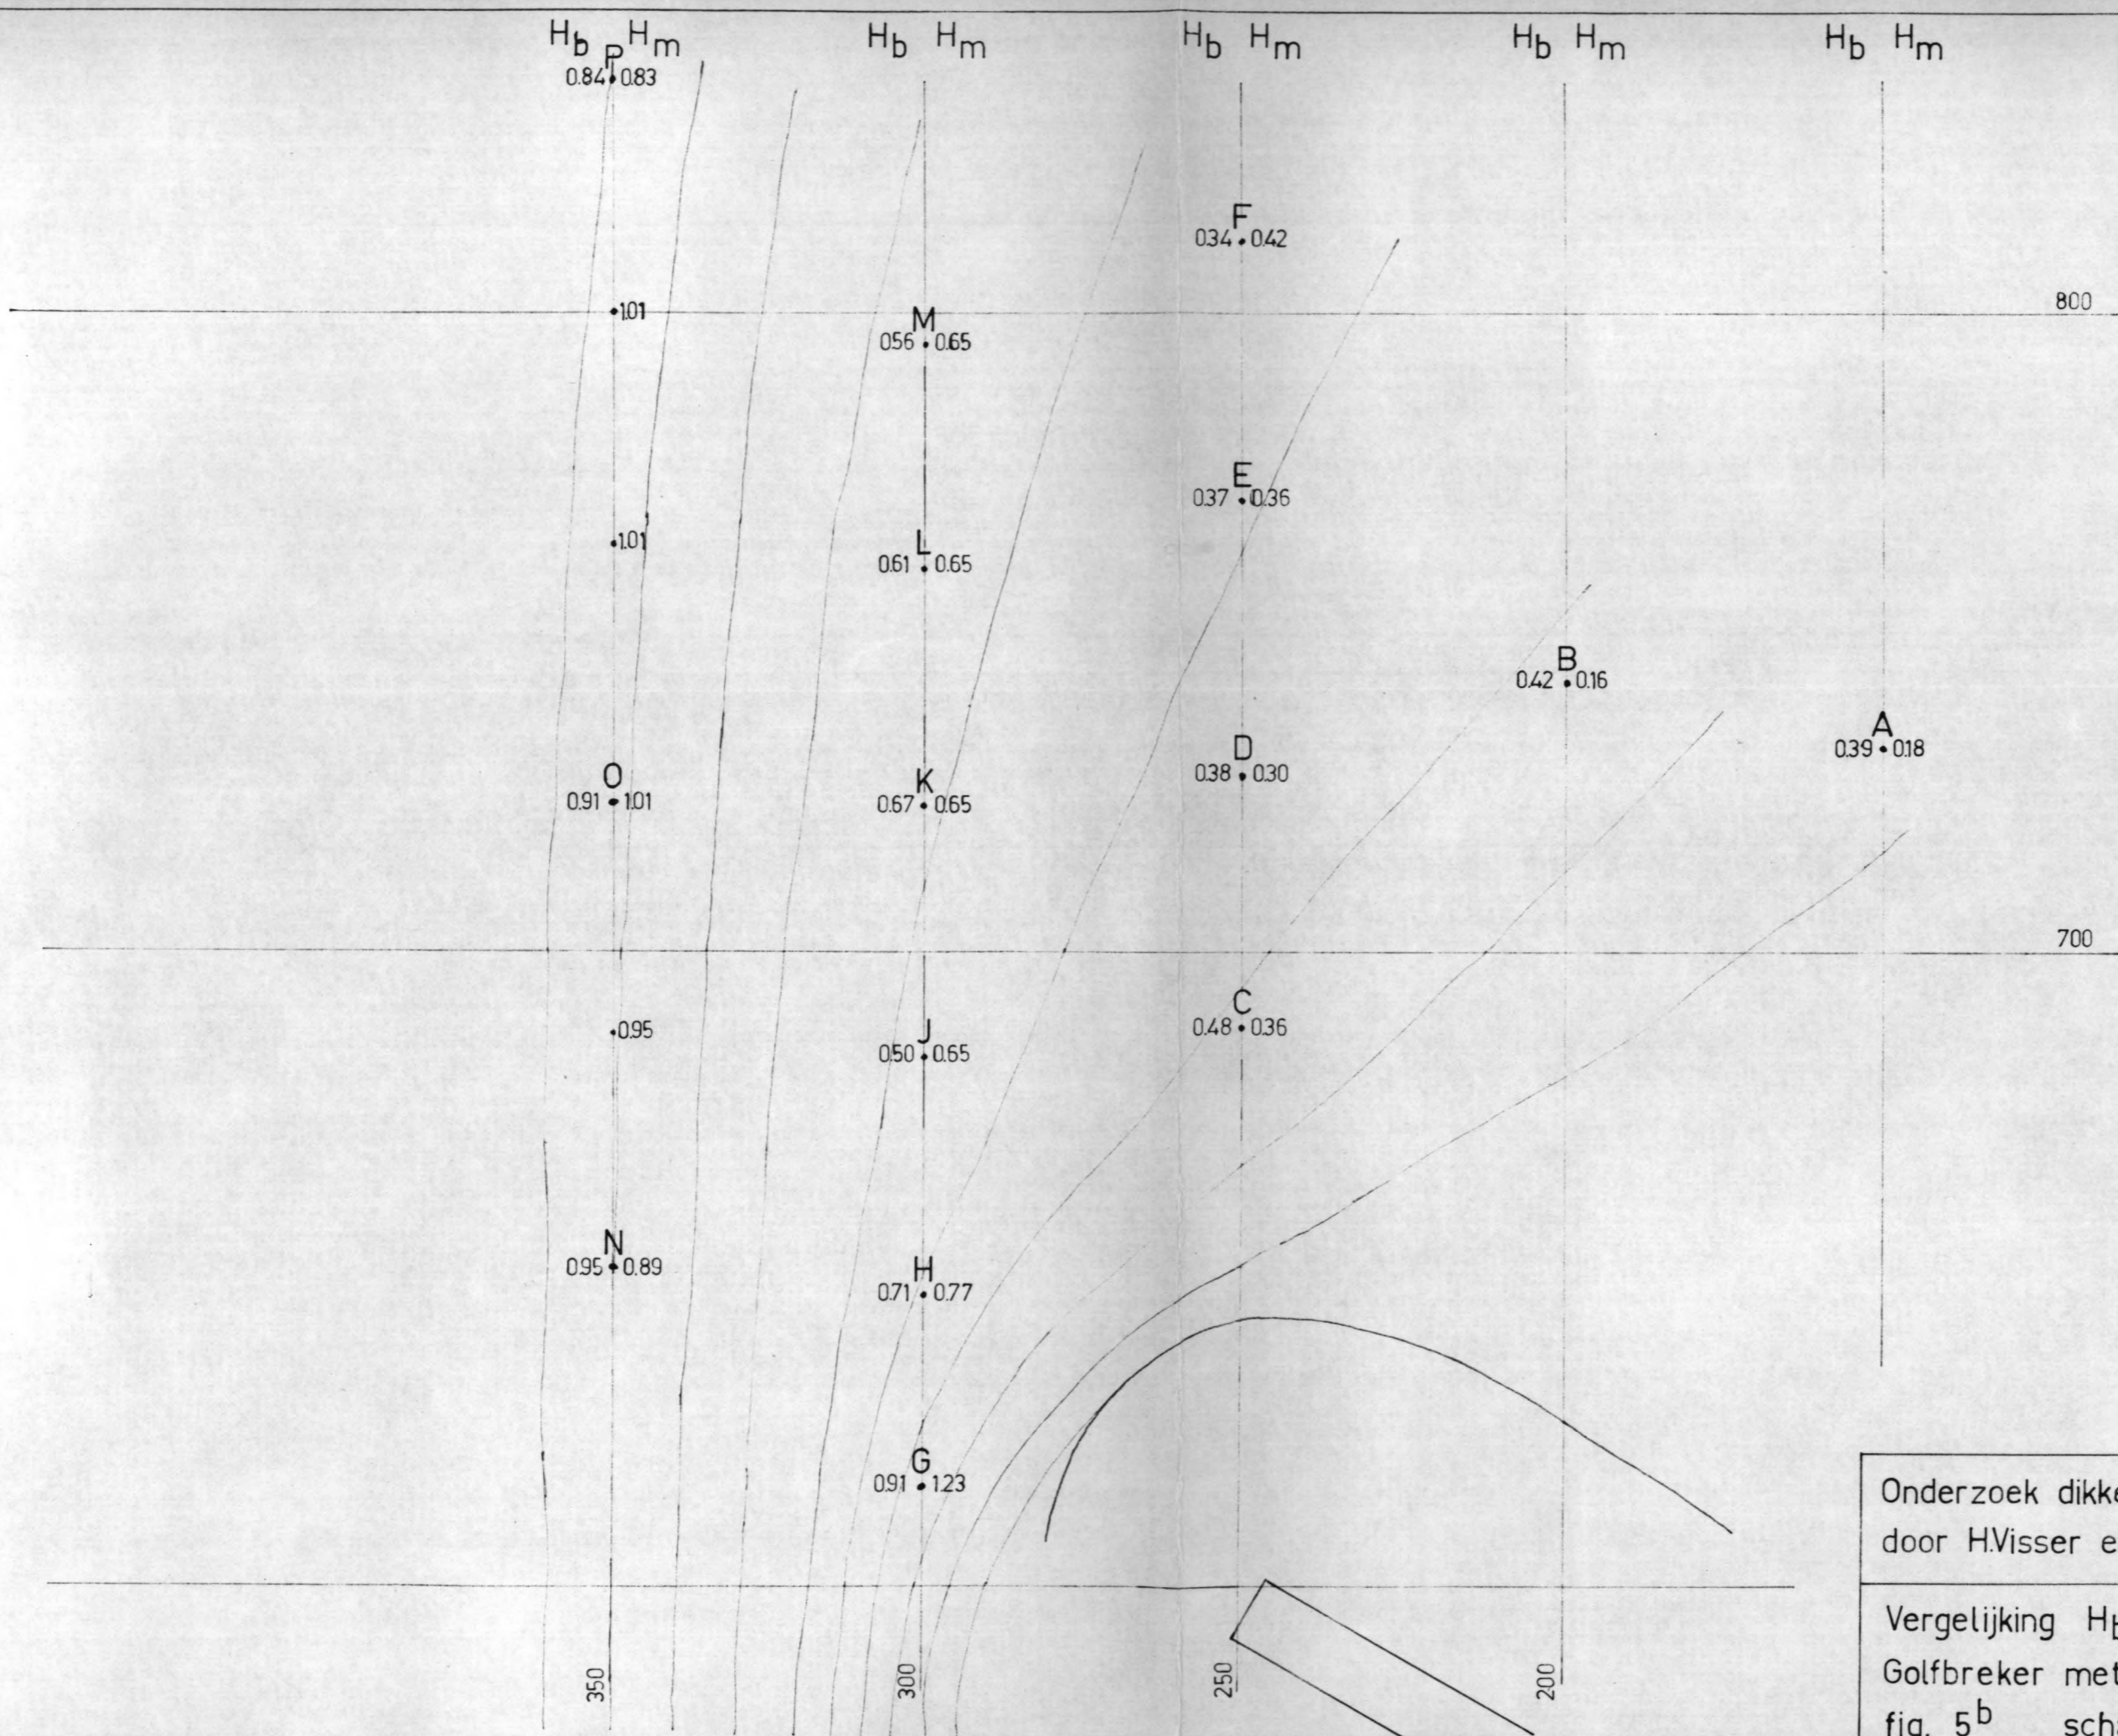 Hb Hm Hb Hm Hb Hm Hb Hm Hb Hm
P
0.84 0.83
F
0.34 0.42
800
1.01
M
0.56 0.65
E
0.37 0.36
1.01
L
0.61 0.65
B
0.42 0.16
A
0.39 0.18
D
0.38 0.30
O
0.91 1.01
K
0.67 0.65
700
C
0.48 0.36
0.95
J
0.50 0.65
N
0.95 0.89
H
0.71 0.77
G
0.91 1.23
350
300
250
200
Onderzoek dikke
door H.Visser e
Vergelijking Hb
Golfbreker met
fig. 5b sch